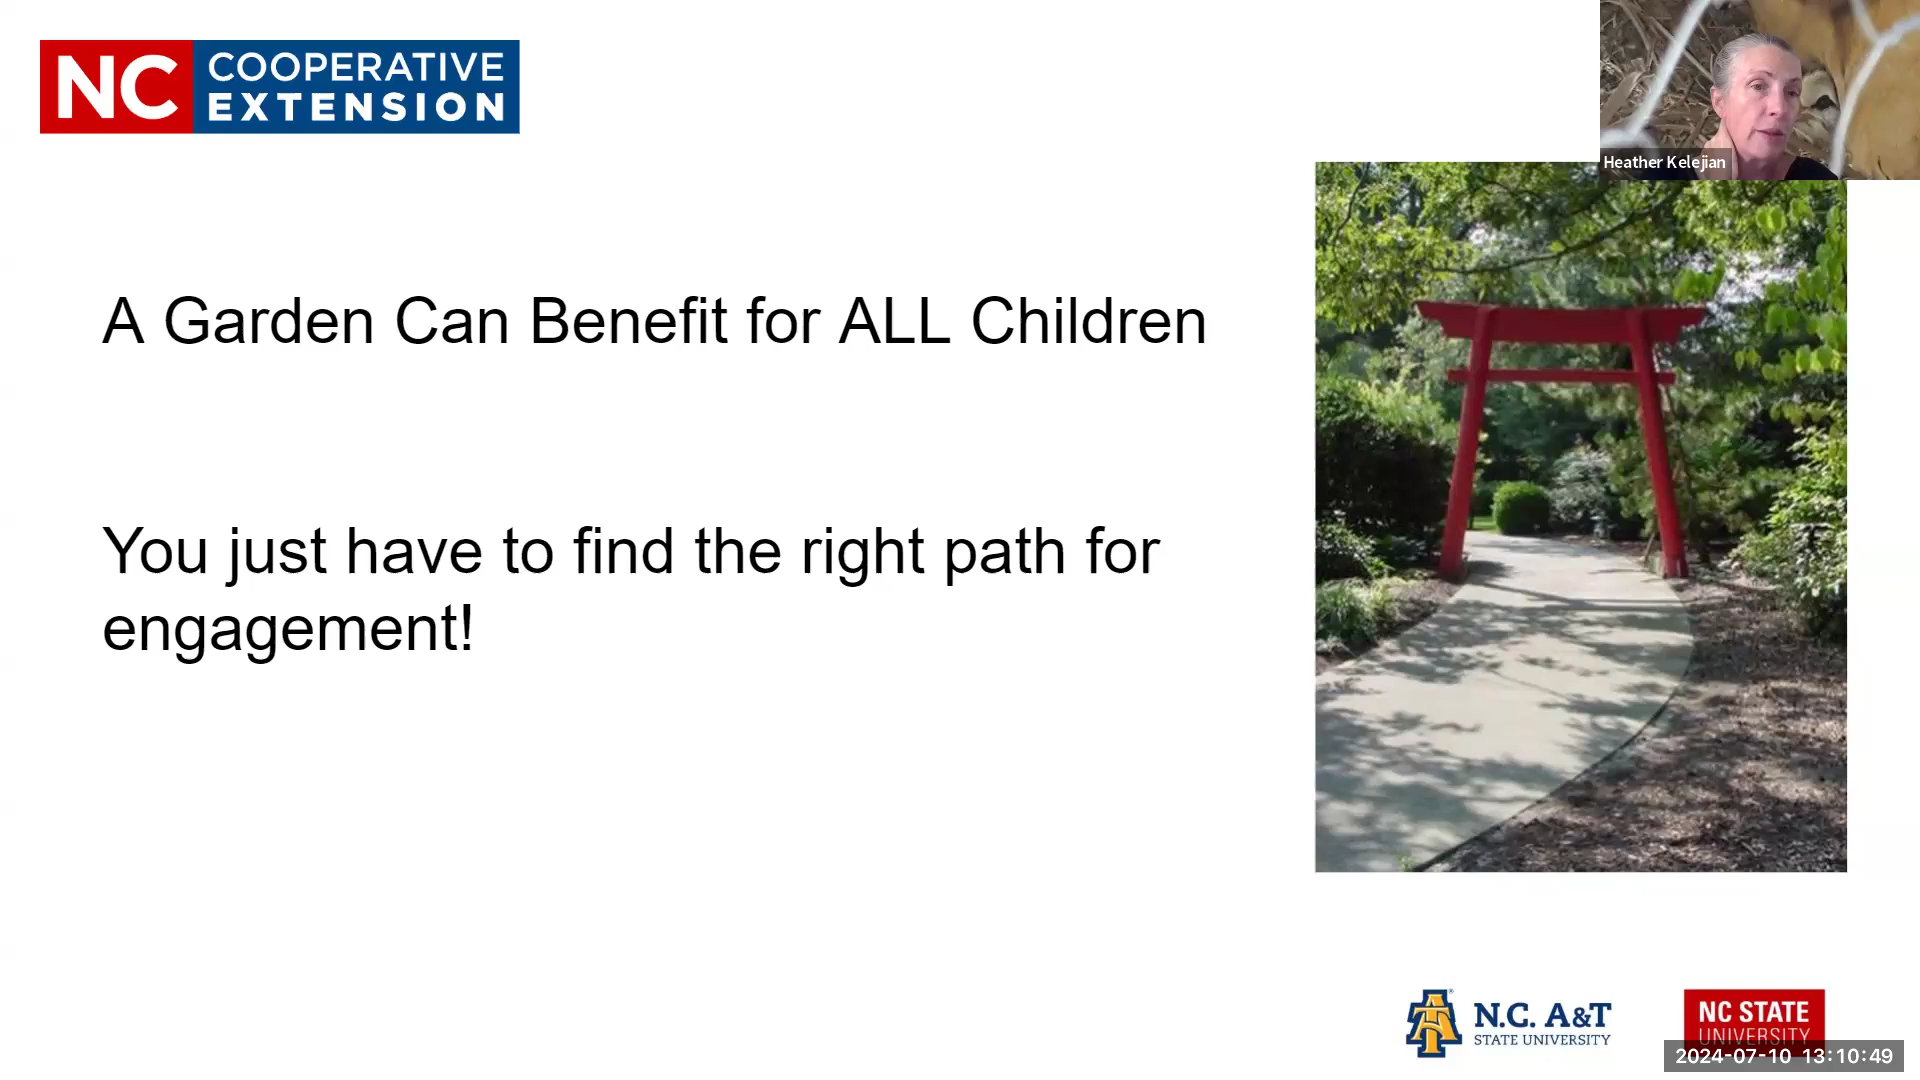 NC COOPERATIVE
EXTENSION
Heather Kelejian
A Garden Can Benefit for ALL Children
You just have to find the right path for
engagement!
N.C. A&T
STATE UNIVERSITY
NC STATE
UNIVERSITY
2024-07-10 13:10:49